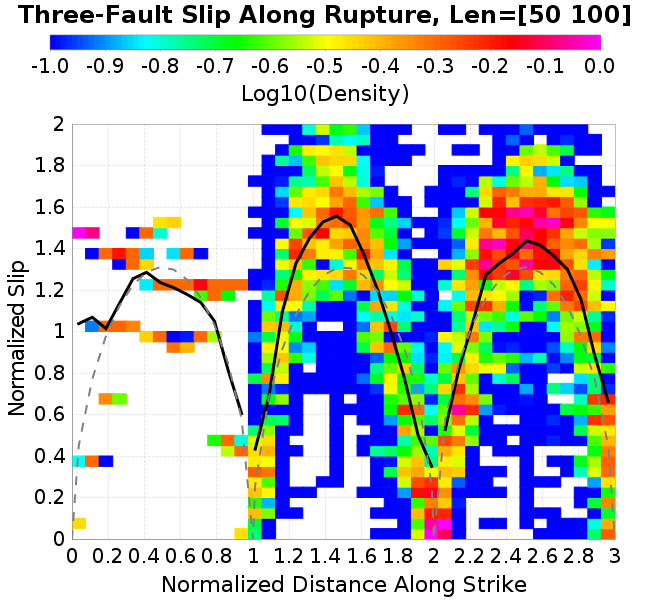 Three-Fault Slip Along Rupture, Len=[50 100]
-1.0 -0.9 -0.8 -0.7 -0.6 -0.5 -0.4 -0.3 -0.2 -0.1 0.0
Log10(Density)
2
1.8
1.6
1.4
1.2
1
0.8
0.6
0.4
0.2
0
Normalized Slip
0 0.2 0.4 0.6 0.8 1 1.2 1.4 1.6 1.8 2 2.2 2.4 2.6 2.8 3
Normalized Distance Along Strike